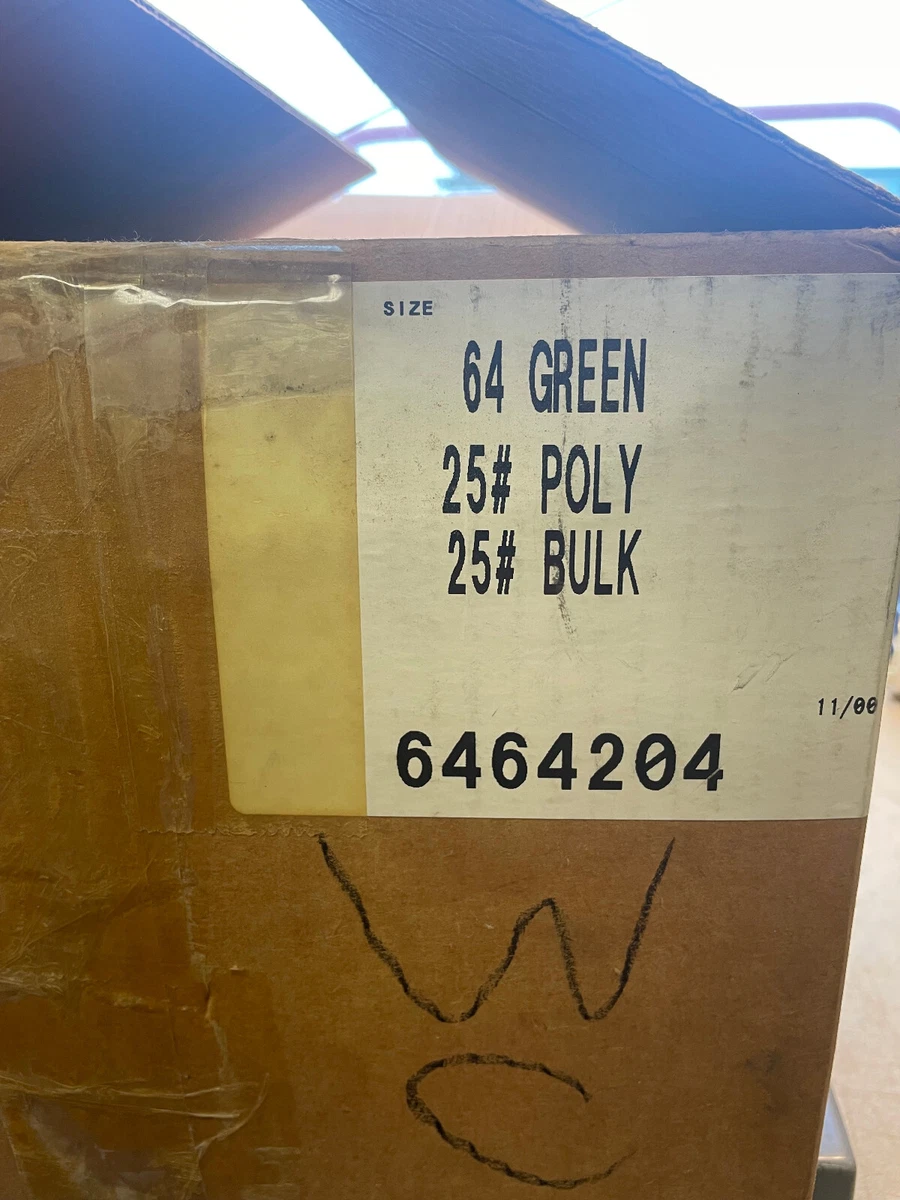 SIZE
64 GREEN
25# POLY
25# BULK
11/00
6464204
W
C